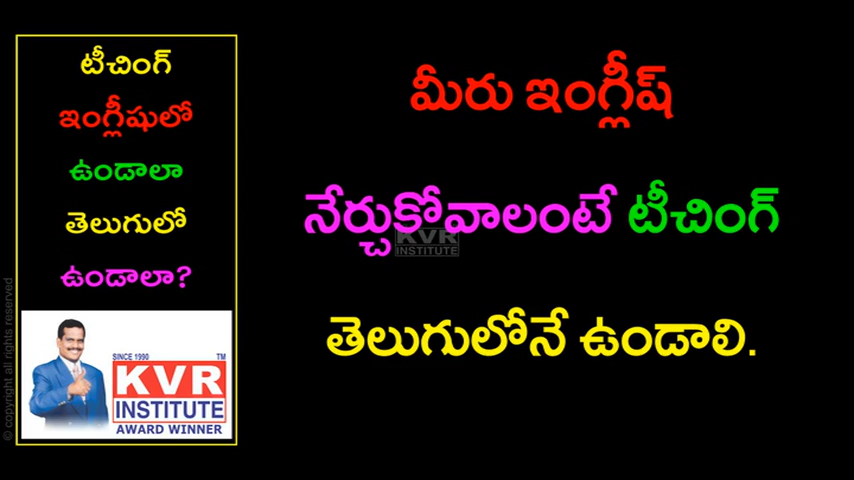 టీచింగ్
ఇంగ్లీషులో
ఉండాలా
తెలుగులో
ఉండాలా?
SINCE 1990 TM
KVR
INSTITUTE
AWARD WINNER
© copyright all rights reserved
మీరు ఇంగ్లీష్
నేర్చుకోవాలంటే టీచింగ్
KVR
INSTITUTE
తెలుగులోనే ఉండాలి.